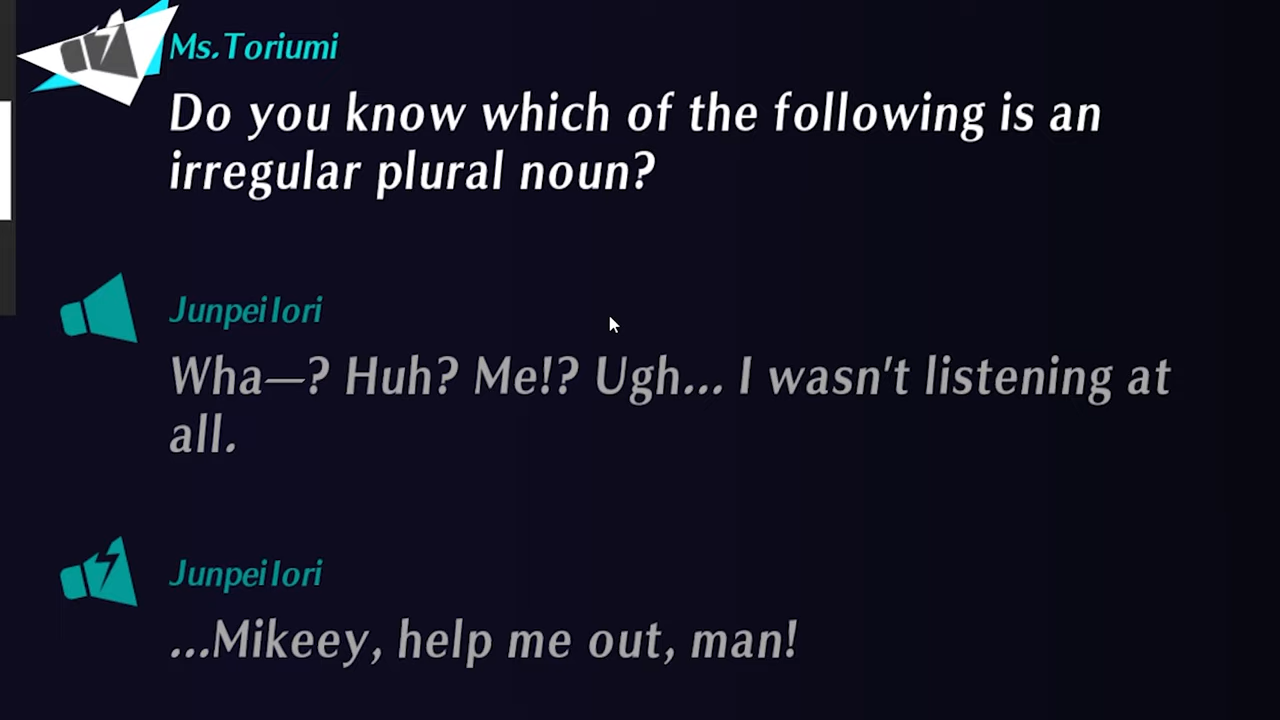 Ms. Toriumi
Do you know which of the following is an
irregular plural noun?
Junpei Iori
Wha—? Huh? Me!? Ugh... I wasn't listening at
all.
Junpei Iori
...Mikeey, help me out, man!